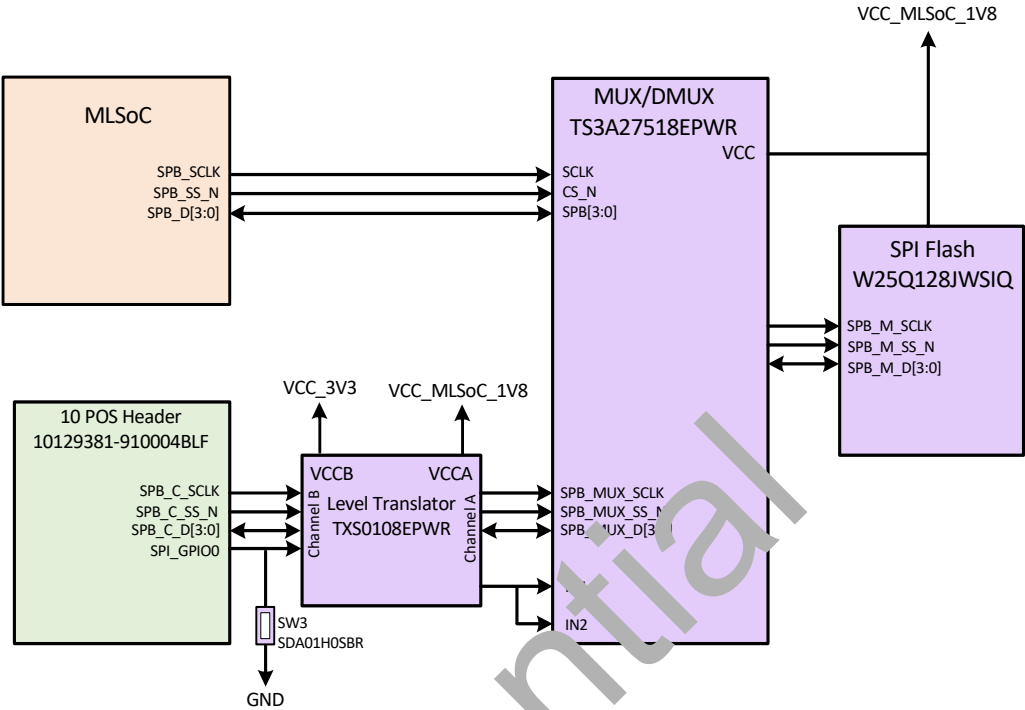 VCC_MLSoC_1V8
MLSoC
SPB_SCLK
SPB_SS_N
SPB_D[3:0]
MUX/DMUX
TS3A27518EPWR
VCC
SCLK
CS_N
SPB[3:0]
SPI Flash
W25Q128JWSIQ
SPB_M_SCLK
SPB_M_SS_N
SPB_M_D[3:0]
10 POS Header
10129381-910004BLF
SPB_C_SCLK
SPB_C_SS_N
SPB_C_D[3:0]
SPI_GPIO0
VCC_3V3
VCC_MLSoC_1V8
VCCB
VCCA
Level Translator
TXS0108EPWR
Channel B
Channel A
SPB_MUX_SCLK
SPB_MUX_SS_N
IN2
SW3
SDA01H0SBR
GND
ntial